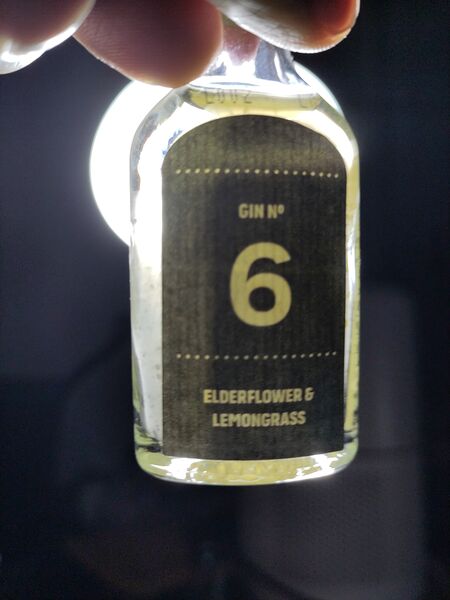 GIN Nº
6
ELDERFLOWER &
LEMONGRASS